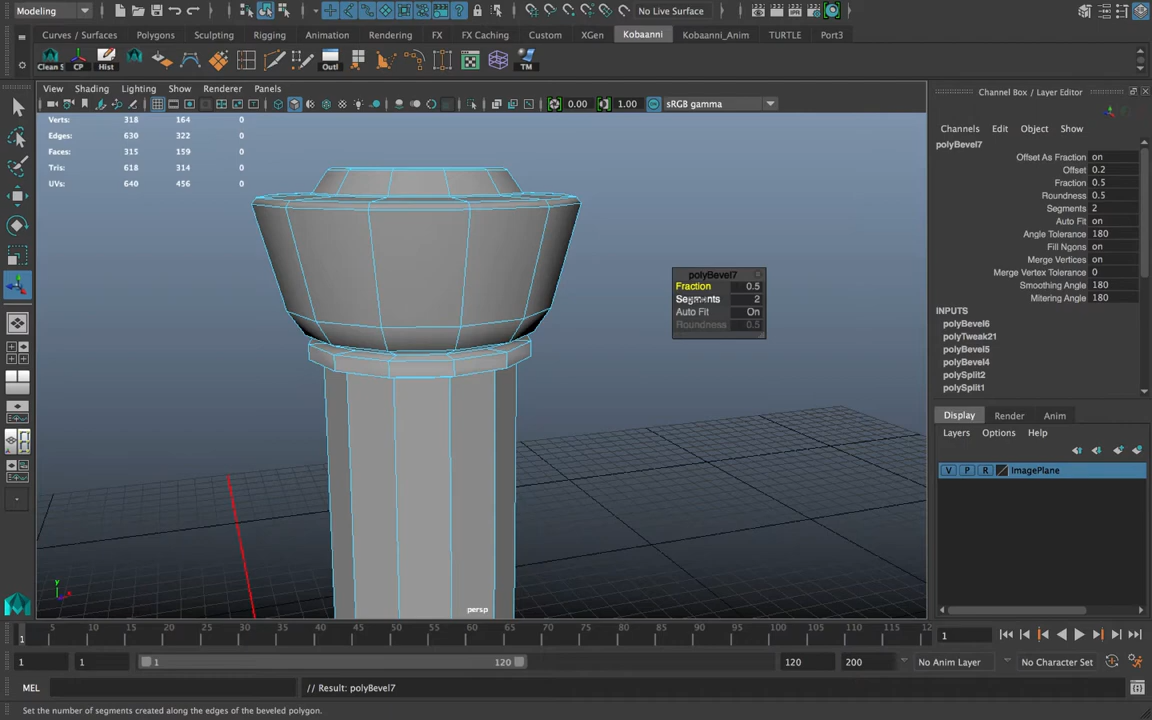 Modeling
No Live Surface
Curves / Surfaces Polygons Sculpting Rigging Animation Rendering FX FX Caching Custom XGen Kobaanni Kobaanni_Anim TURTLE Port3
Clean S CP Hist Outl TM
View Shading Lighting Show Renderer Panels
0.00 1.00 sRGB gamma
Verts: 318 164 0
Edges: 630 322 0
Faces: 315 159 0
Tris: 618 314 0
UVs: 640 456 0
polyBevel7
Fraction 0.5
Segments 2
Auto Fit On
Roundness 0.5
y
persp
Channel Box / Layer Editor
Channels Edit Object Show
polyBevel7
Offset As Fraction on
Offset 0.2
Fraction 0.5
Roundness 0.5
Segments 2
Auto Fit on
Angle Tolerance 180
Fill Ngons on
Merge Vertices on
Merge Vertex Tolerance 0
Smoothing Angle 180
Mitering Angle 180
INPUTS
polyBevel6
polyTweak21
polyBevel5
polyBevel4
polySplit2
polySplit1
Display Render Anim
Layers Options Help
V P R ImagePlane
5 10 15 20 25 30 35 40 45 50 55 60 65 70 75 80 85 90 95 100 105 110 115 12
1 1
1 1 1 120 120 200 No Anim Layer No Character Set
MEL // Result: polyBevel7
Set the number of segments created along the edges of the beveled polygon.